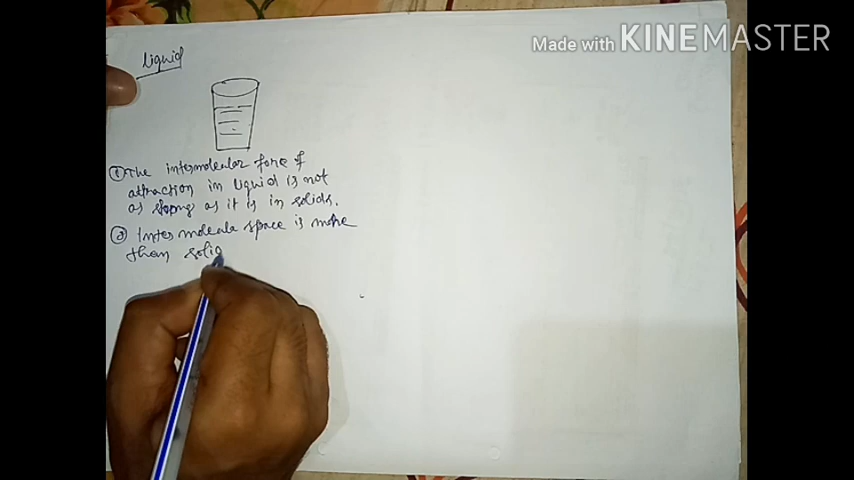 Made with KINEMASTER
Liquid
① The intermolecular force of
attraction in liquid is not
as strong as it is in solids.
② Inter molecula space is more
than solid